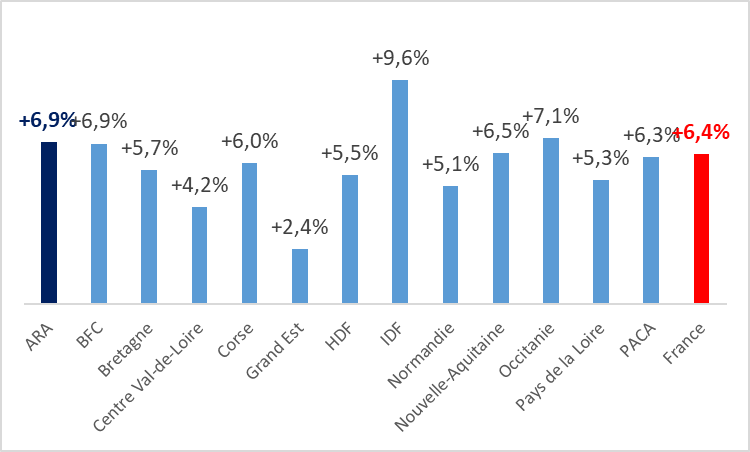 +6,9%
+6,9%
+5,7%
+4,2%
+6,0%
+2,4%
+5,5%
+9,6%
+5,1%
+6,5%
+7,1%
+5,3%
+6,3%
+6,4%
ARA
BFC
Bretagne
Centre Val-de-Loire
Corse
Grand Est
HDF
IDF
Normandie
Nouvelle-Aquitaine
Occitanie
Pays de la Loire
PACA
France